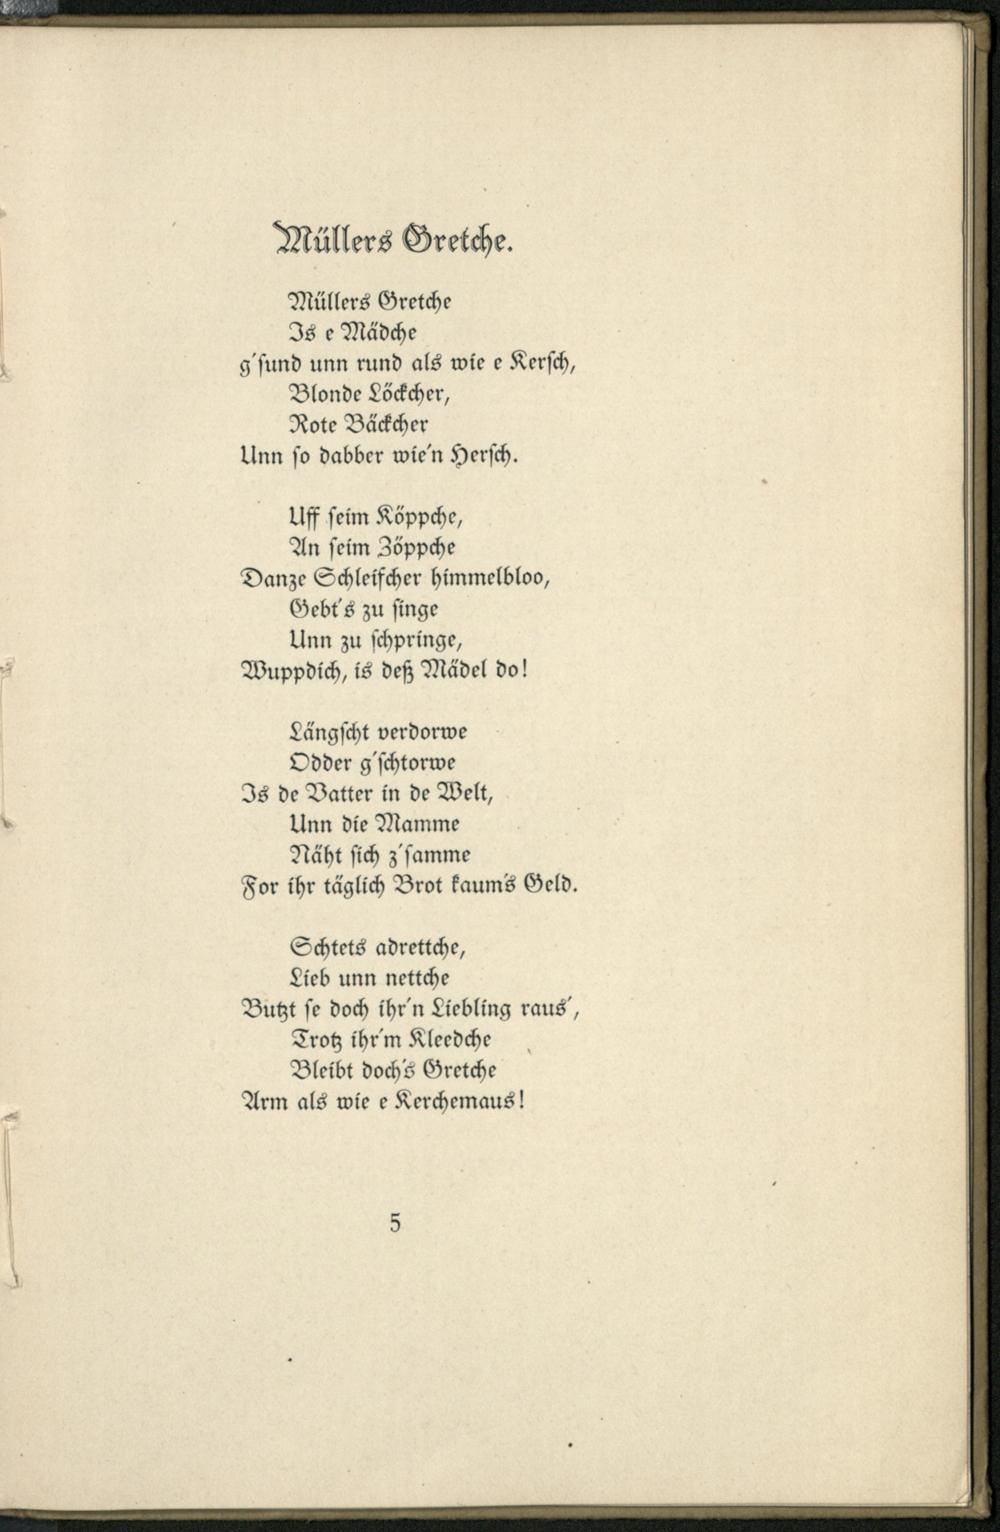 Müllers Gretche.
Müllers Gretche
Is e Mädche
g'sund unn rund als wie e Kersch,
Blonde Löckcher,
Rote Bäckcher
Unn so dabber wie'n Hersch.
Uff seim Köppche,
An seim Zöppche
Danze Schleifcher himmelbloo,
Gebt's zu singe
Unn zu schpringe,
Wuppdich, is deß Mädel do!
Längscht verdorwe
Odder g'schtorwe
Is de Vatter in de Welt,
Unn die Mamme
Näht sich z'samme
For ihr täglich Brot kaum's Geld.
Schtets adrettche,
Lieb unn nettche
Butzt se doch ihr'n Liebling raus',
Trotz ihr'm Kleedche
Bleibt doch's Gretche
Arm als wie e Kerchemaus!
5